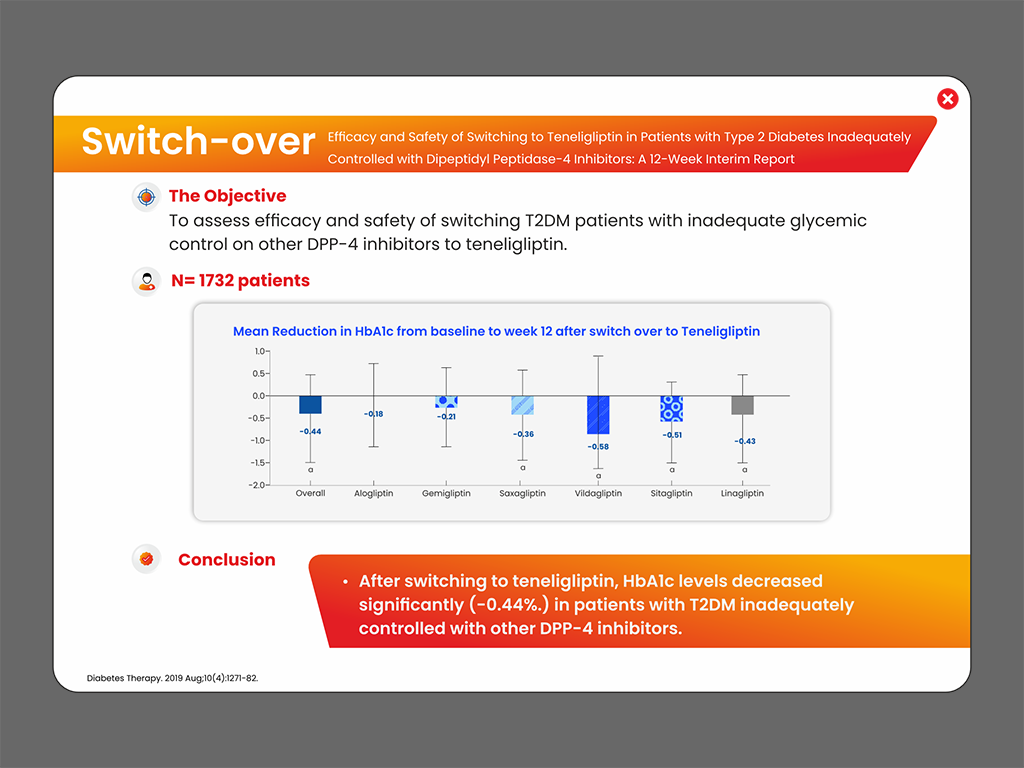 Switch-over
Efficacy and Safety of Switching to Teneligliptin in Patients with Type 2 Diabetes Inadequately
Controlled with Dipeptidyl Peptidase-4 Inhibitors: A 12-Week Interim Report
The Objective
To assess efficacy and safety of switching T2DM patients with inadequate glycemic
control on other DPP-4 inhibitors to teneligliptin.
N= 1732 patients
Mean Reduction in HbA1c from baseline to week 12 after switch over to Teneligliptin
1.0
0.5
0.0
-0.5
-1.0
-1.5
-2.0
-0.44
-0.18
-0.21
-0.36
-0.58
-0.51
-0.43
a
a
a
a
a
Overall Alogliptin Gemigliptin Saxagliptin Vildagliptin Sitagliptin Linagliptin
Conclusion
• After switching to teneligliptin, HbA1c levels decreased
significantly (-0.44%.) in patients with T2DM inadequately
controlled with other DPP-4 inhibitors.
Diabetes Therapy. 2019 Aug;10(4):1271-82.